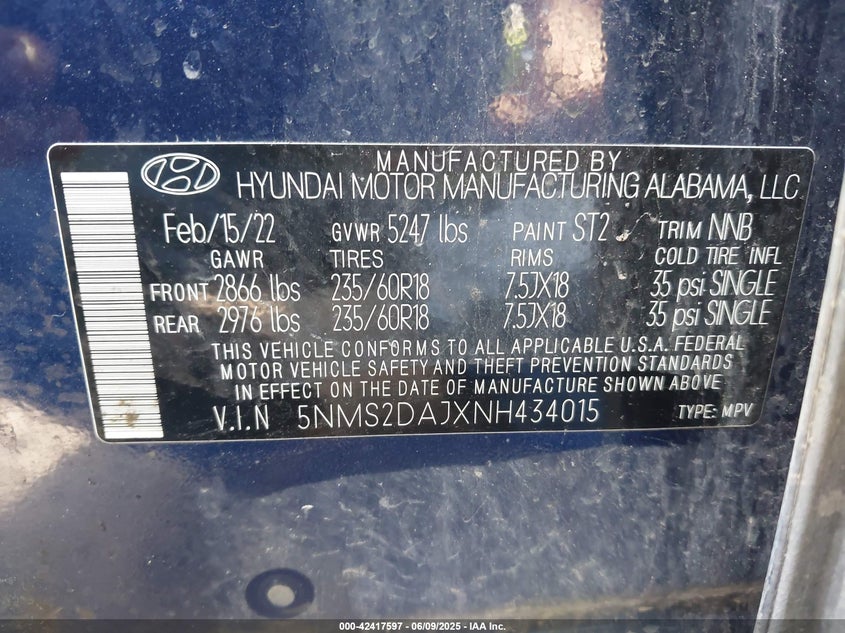 MANUFACTURED BY
HYUNDAI MOTOR MANUFACTURING ALABAMA, LLC
Feb/15/22 GVWR 5247 lbs PAINT ST2 TRIM NNB
GAWR TIRES RIMS COLD TIRE INFL
FRONT 2866 lbs 235/60R18 7.5JX18 35 psi SINGLE
REAR 2976 lbs 235/60R18 7.5JX18 35 psi SINGLE
THIS VEHICLE CONFORMS TO ALL APPLICABLE U.S.A. FEDERAL
MOTOR VEHICLE SAFETY AND THEFT PREVENTION STANDARDS
IN EFFECT ON THE DATE OF MANUFACTURE SHOWN ABOVE
V.I.N 5NMS2DAJXNH434015 TYPE: MPV
000-42417597 - 06/09/2025 - IAA Inc.